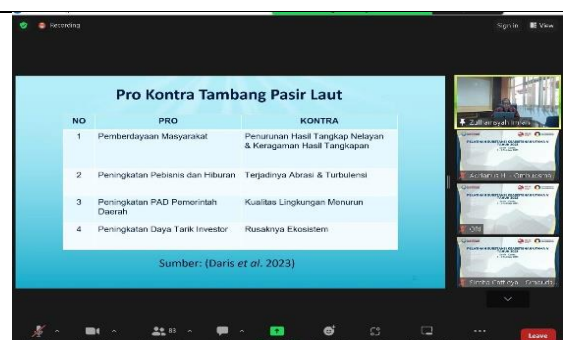 Recording
Sign in
View
Pro Kontra Tambang Pasir Laut
NO PRO KONTRA
1 Pemberdayaan Masyarakat Penurunan Hasil Tangkap Nelayan
& Keragaman Hasil Tangkapan
2 Peningkatan Pebisnis dan Hiburan Terjadinya Abrasi & Turbulensi
3 Peningkatan PAD Pemerintah Kualitas Lingkungan Menurun
Daerah
4 Peningkatan Daya Tarik Investor Rusaknya Ekosistem
Sumber: (Daris et al. 2023)
83
Leave